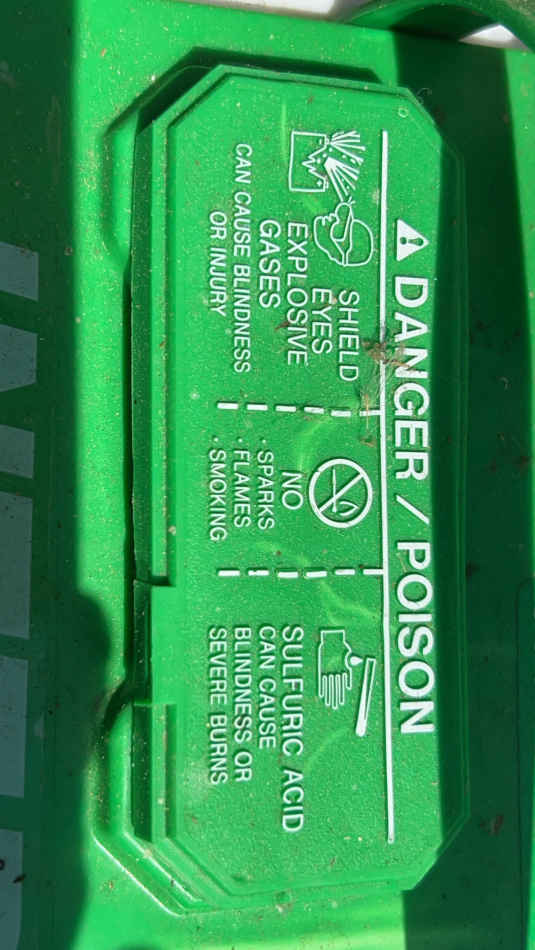 DANGER / POISON
SHIELD
EYES
EXPLOSIVE
GASES
CAN CAUSE BLINDNESS
OR INJURY
NO
· SPARKS
· FLAMES
· SMOKING
SULFURIC ACID
CAN CAUSE
BLINDNESS OR
SEVERE BURNS